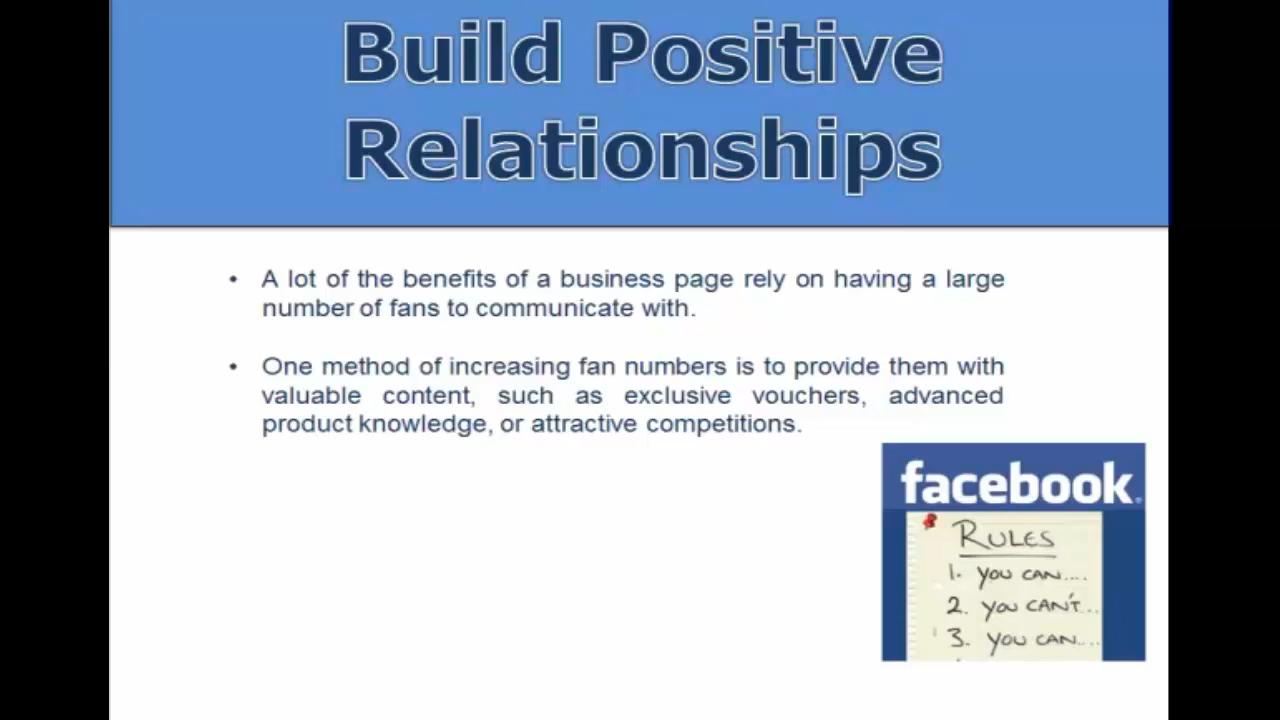 Build Positive
Relationships
• A lot of the benefits of a business page rely on having a large
number of fans to communicate with.
• One method of increasing fan numbers is to provide them with
valuable content, such as exclusive vouchers, advanced
product knowledge, or attractive competitions.
facebook.
RULES
1. YOU CAN....
2. YOU CAN'T...
3. YOU CAN....